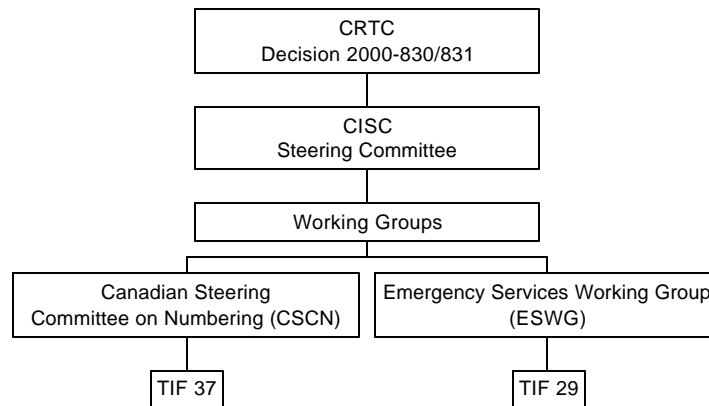 CRTC
Decision 2000-830/831
CISC
Steering Committee
Working Groups
Canadian Steering
Committee on Numbering (CSCN)
Emergency Services Working Group
(ESWG)
TIF 37
TIF 29